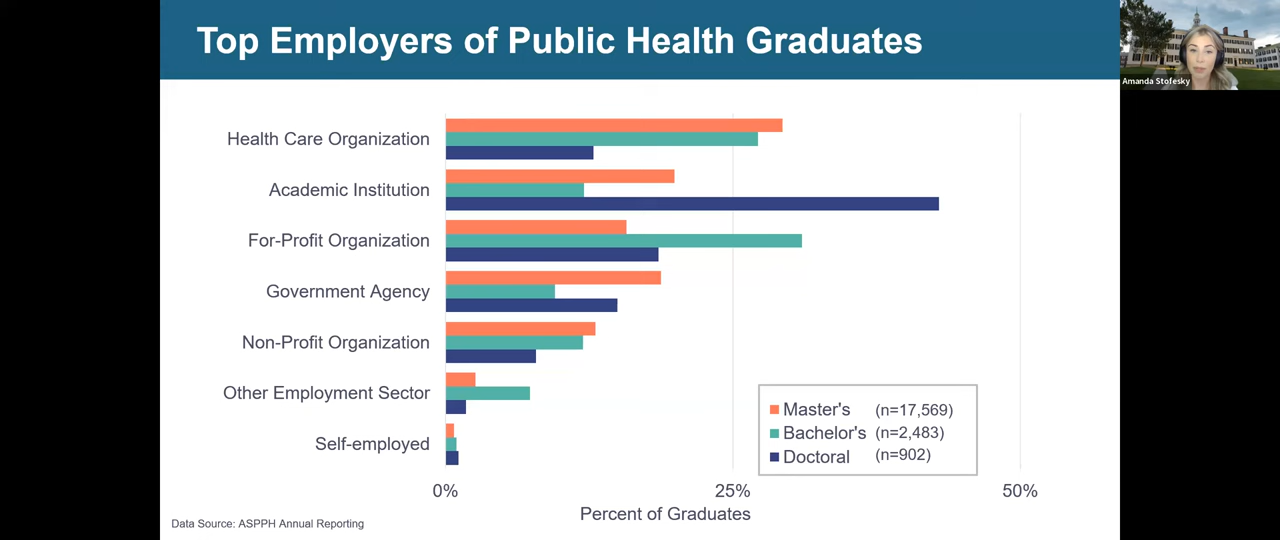 Top Employers of Public Health Graduates
Amanda Stofesky
Health Care Organization
Academic Institution
For-Profit Organization
Government Agency
Non-Profit Organization
Other Employment Sector
Self-employed
Master's (n=17,569)
Bachelor's (n=2,483)
Doctoral (n=902)
0% 25% 50%
Percent of Graduates
Data Source: ASPPH Annual Reporting